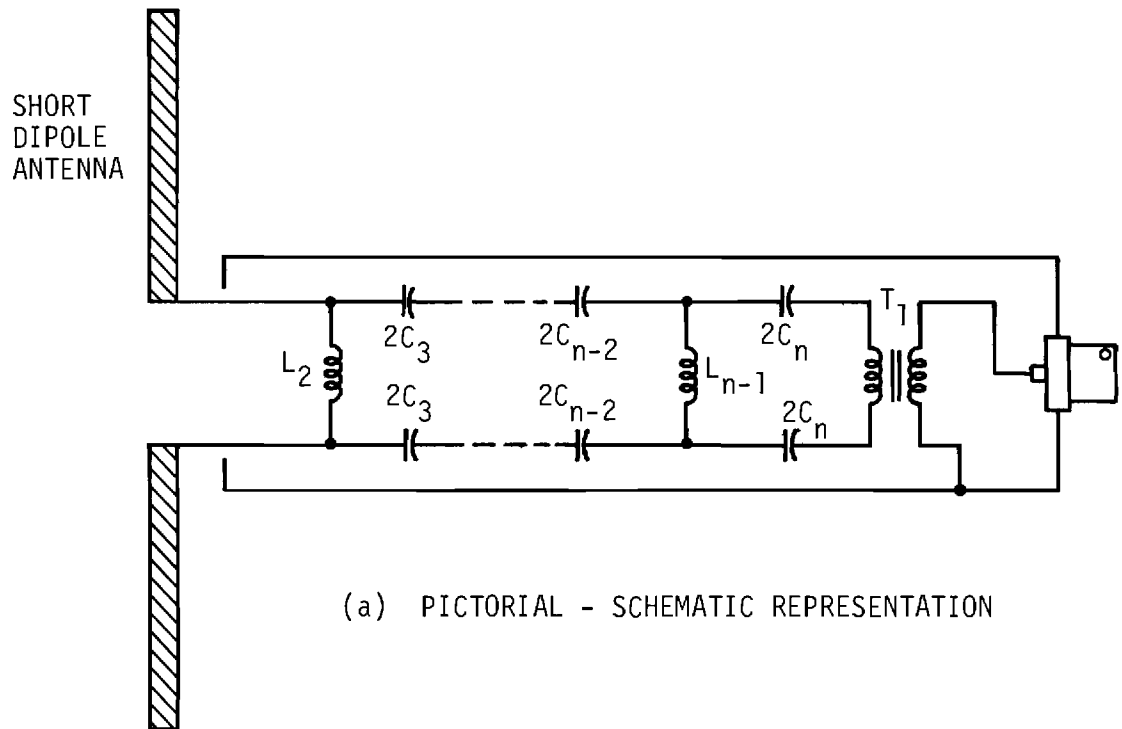 SHORT
DIPOLE
ANTENNA
2C3
2Cn-2
2Cn
T1
L2
Ln-1
2C3
2Cn-2
2Cn
(a) PICTORIAL - SCHEMATIC REPRESENTATION